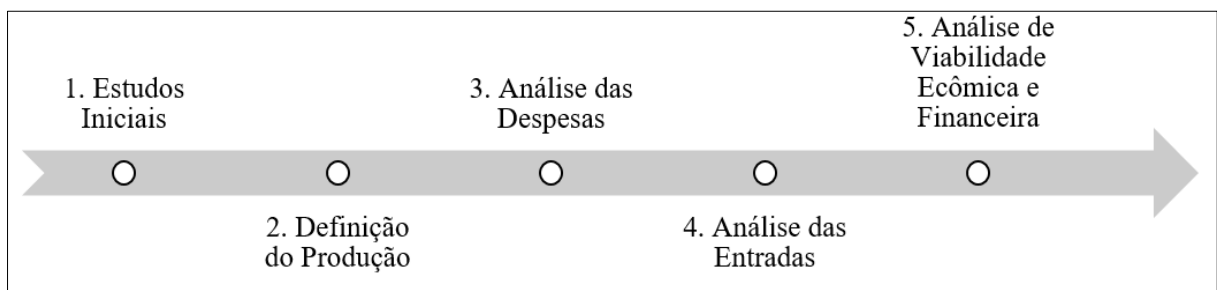 1. Estudos
Iniciais
2. Definição
do Produção
3. Análise das
Despesas
4. Análise das
Entradas
5. Análise de
Viabilidade
Ecômica e
Financeira